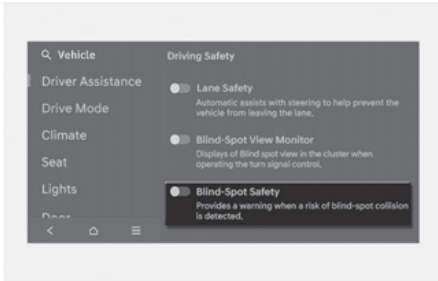 Vehicle
Driver Assistance
Drive Mode
Climate
Seat
Lights
Door
Driving Safety
Lane Safety
Automatic assists with steering to help prevent the
vehicle from leaving the lane.
Blind-Spot View Monitor
Displays of Blind spot view in the cluster when
operating the turn signal control.
Blind-Spot Safety
Provides a warning when a risk of blind-spot collision
is detected.